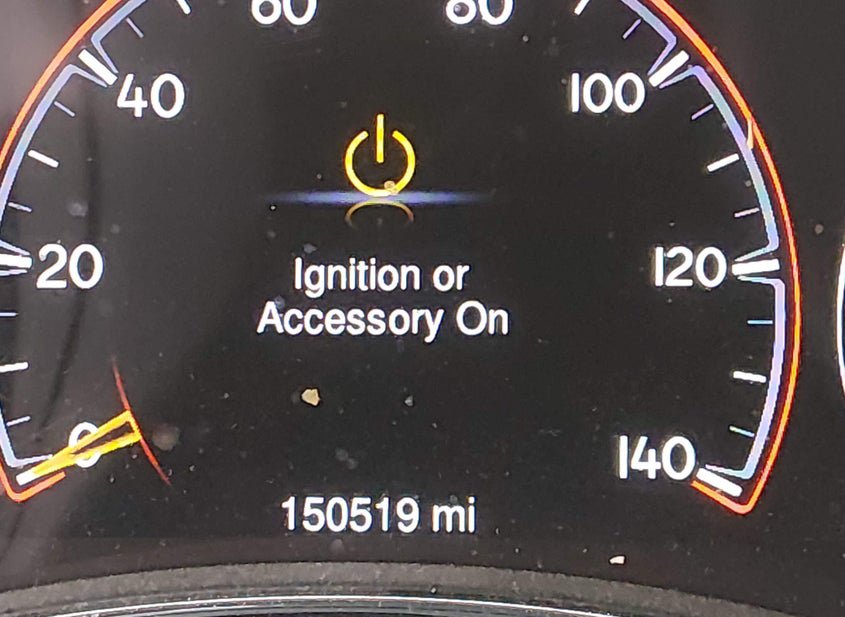 60 80
40 100
20 120
Ignition or
Accessory On
0 140
150519 mi